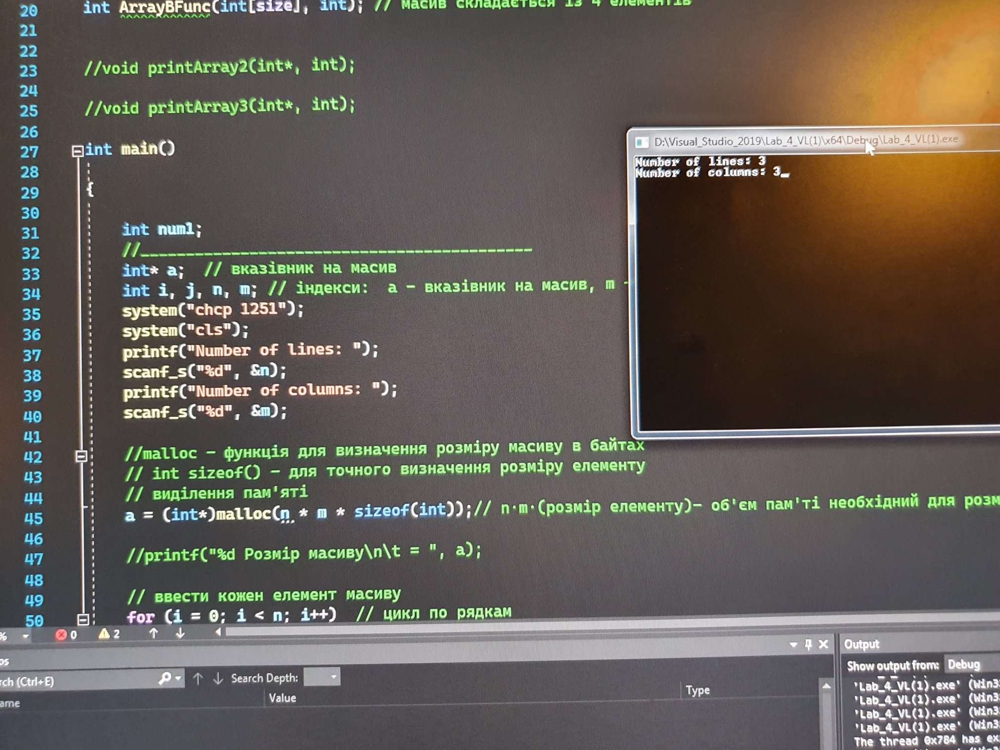 20 int ArrayBFunc(int[size], int); // масив складається із 4 елементів
21
22
23 //void printArray2(int*, int);
24
25 //void printArray3(int*, int);
26
27 int main()
28
29 {
30
31 int num1;
32 //___________________________________________
33 int* a; // вказівник на масив
34 int i, j, n, m; // індекси: a - вказівник на масив, m -
35 system("chcp 1251");
36 system("cls");
37 printf("Number of lines: ");
38 scanf_s("%d", &n);
39 printf("Number of columns: ");
40 scanf_s("%d", &m);
41
42 //malloc - функція для визначення розміру масиву в байтах
43 // int sizeof() - для точного визначення розміру елементу
44 // виділення пам'яті
45 a = (int*)malloc(n * m * sizeof(int));// n·m·(розмір елементу)- об'єм пам'ті необхідний для розм
46
47 //printf("%d Розмір масиву\n\t = ", a);
48
49 // ввести кожен елемент масиву
50 for (i = 0; i < n; i++) // цикл по рядкам
D:\Visual_Studio_2019\Lab_4_VL(1)\x64\Debug\Lab_4_VL(1).exe
Number of lines: 3
Number of columns: 3_
% 0 2
os
rch (Ctrl+E) Search Depth:
ame Value Type
Output
Show output from: Debug
'Lab_4_VL(1).exe' (Win3
'Lab_4_VL(1).exe' (Win3
'Lab_4_VL(1).exe' (Win3
'Lab_4_VL(1).exe' (Win3
The thread 0x784 has ex